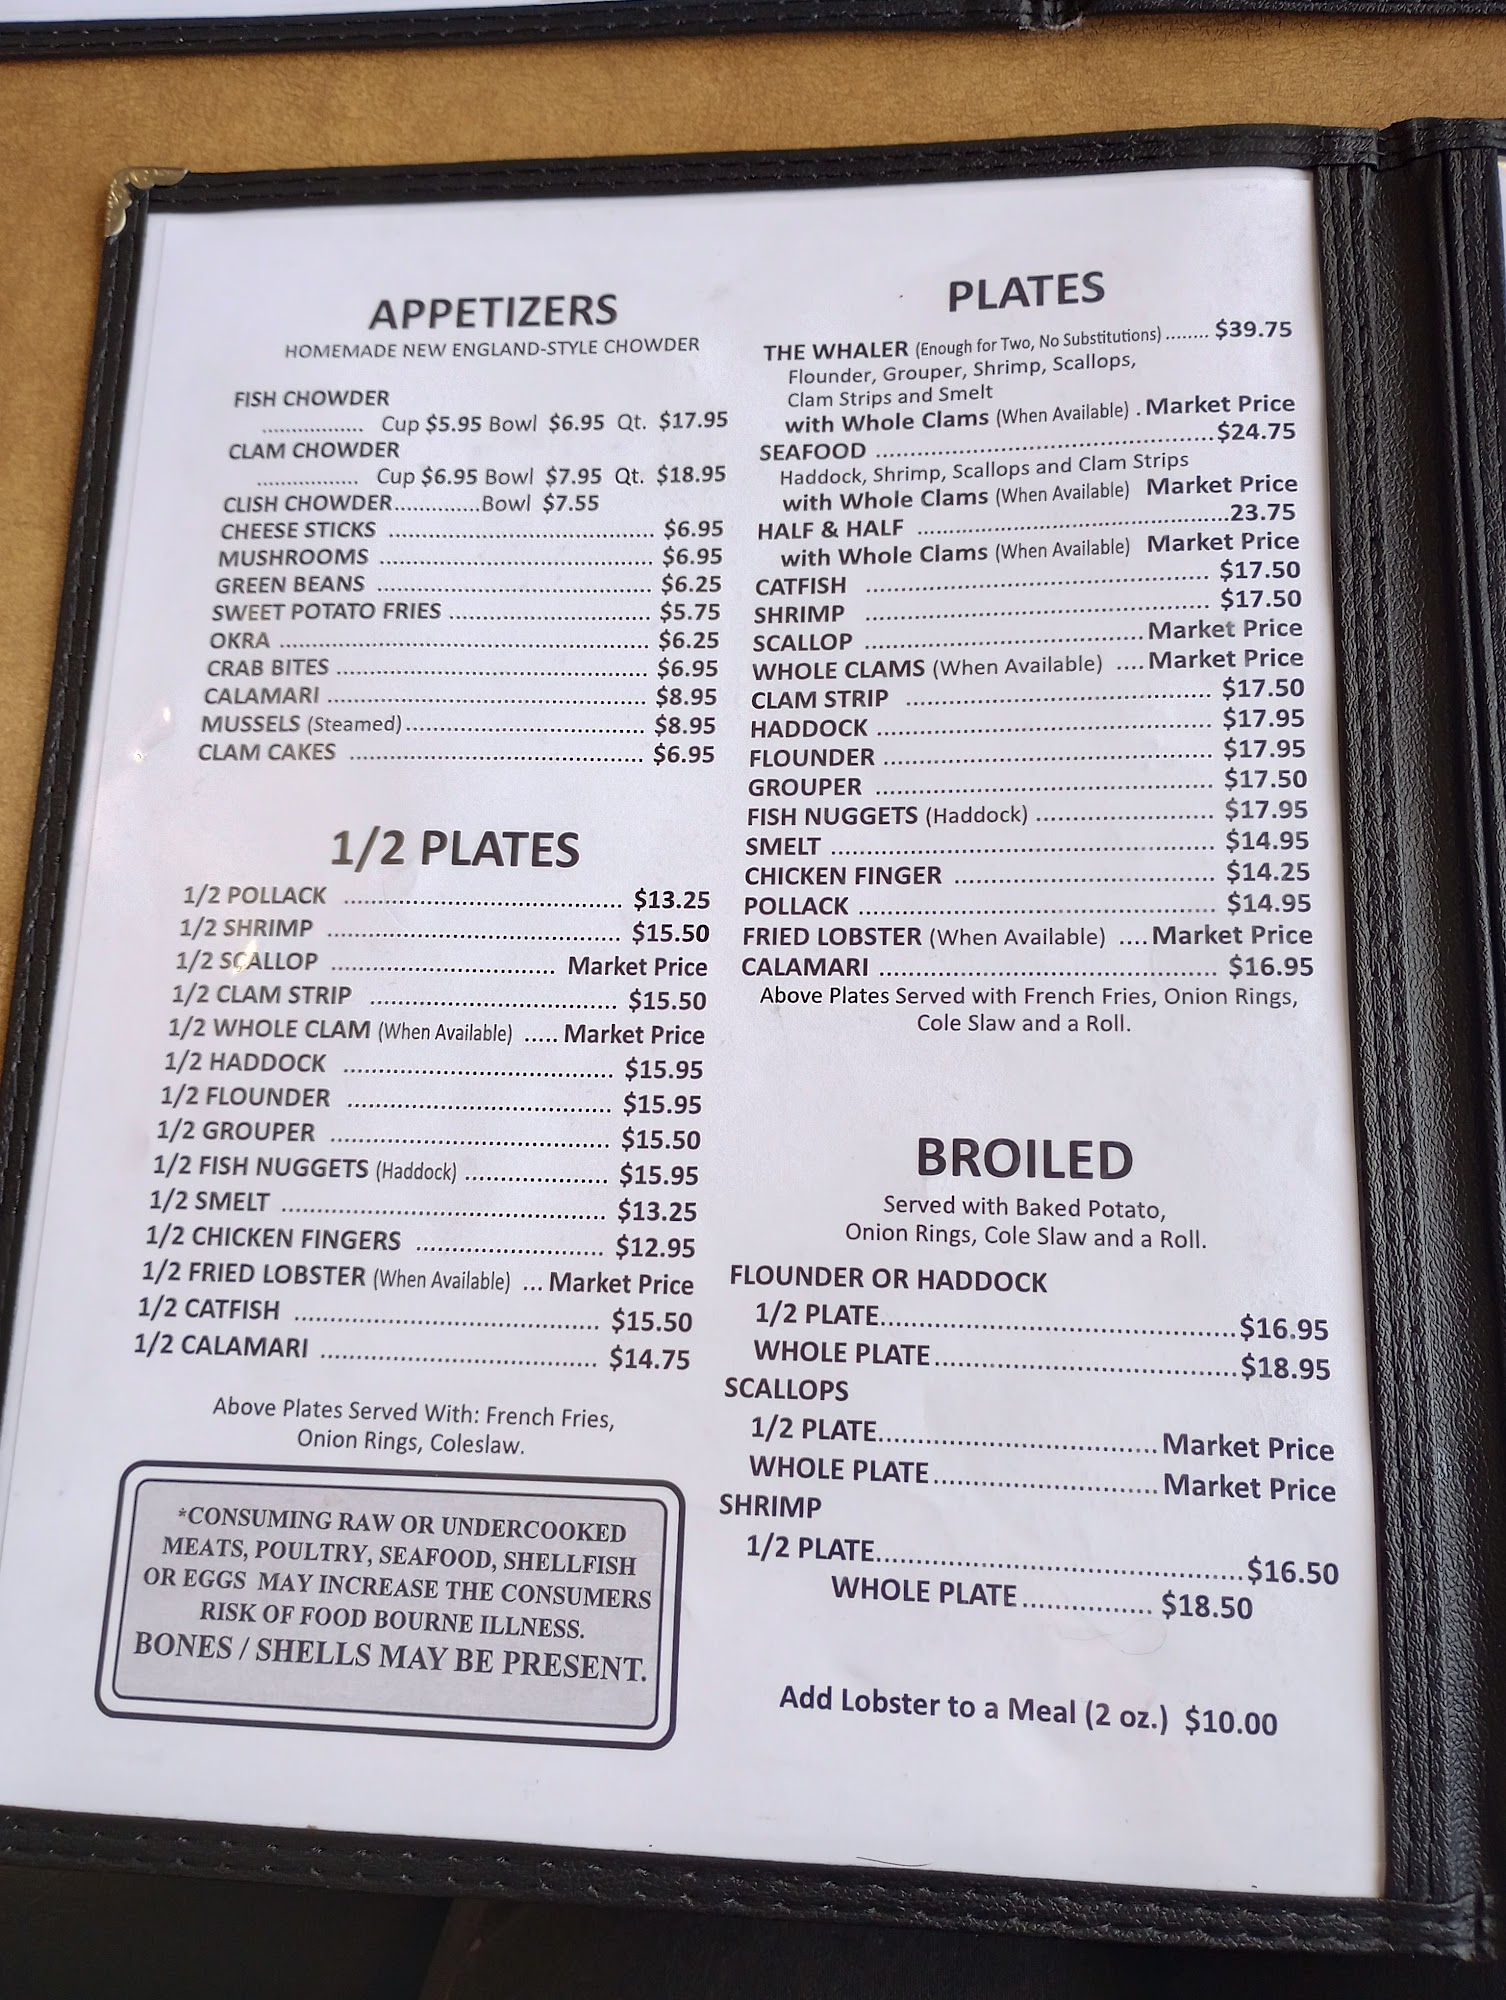 APPETIZERS
HOMEMADE NEW ENGLAND-STYLE CHOWDER
FISH CHOWDER
................. Cup $5.95 Bowl $6.95 Qt. $17.95
CLAM CHOWDER
................. Cup $6.95 Bowl $7.95 Qt. $18.95
CLISH CHOWDER..............Bowl $7.55
CHEESE STICKS ..................................... $6.95
MUSHROOMS ...................................... $6.95
GREEN BEANS ...................................... $6.25
SWEET POTATO FRIES ............................ $5.75
OKRA .................................................... $6.25
CRAB BITES ........................................... $6.95
CALAMARI ............................................ $8.95
MUSSELS (Steamed) ................................. $8.95
CLAM CAKES ......................................... $6.95
1/2 PLATES
1/2 POLLACK ....................................... $13.25
1/2 SHRIMP ......................................... $15.50
1/2 SCALLOP ............................... Market Price
1/2 CLAM STRIP .................................. $15.50
1/2 WHOLE CLAM (When Available) ..... Market Price
1/2 HADDOCK ...................................... $15.95
1/2 FLOUNDER ..................................... $15.95
1/2 GROUPER ....................................... $15.50
1/2 FISH NUGGETS (Haddock) .................... $15.95
1/2 SMELT ............................................. $13.25
1/2 CHICKEN FINGERS .......................... $12.95
1/2 FRIED LOBSTER (When Available) ... Market Price
1/2 CATFISH .......................................... $15.50
1/2 CALAMARI ...................................... $14.75
Above Plates Served With: French Fries,
Onion Rings, Coleslaw.
*CONSUMING RAW OR UNDERCOOKED
MEATS, POULTRY, SEAFOOD, SHELLFISH
OR EGGS MAY INCREASE THE CONSUMERS
RISK OF FOOD BOURNE ILLNESS.
BONES / SHELLS MAY BE PRESENT.
PLATES
THE WHALER (Enough for Two, No Substitutions) ........ $39.75
Flounder, Grouper, Shrimp, Scallops,
Clam Strips and Smelt
with Whole Clams (When Available) . Market Price
SEAFOOD ...............................................$24.75
Haddock, Shrimp, Scallops and Clam Strips
with Whole Clams (When Available) Market Price
HALF & HALF ...........................................23.75
with Whole Clams (When Available) Market Price
CATFISH ................................................ $17.50
SHRIMP ................................................ $17.50
SCALLOP ....................................... Market Price
WHOLE CLAMS (When Available) .... Market Price
CLAM STRIP ........................................... $17.50
HADDOCK ............................................... $17.95
FLOUNDER .............................................. $17.95
GROUPER ............................................... $17.50
FISH NUGGETS (Haddock) ......................... $17.95
SMELT ..................................................... $14.95
CHICKEN FINGER .................................... $14.25
POLLACK .................................................. $14.95
FRIED LOBSTER (When Available) .... Market Price
CALAMARI ............................................... $16.95
Above Plates Served with French Fries, Onion Rings,
Cole Slaw and a Roll.
BROILED
Served with Baked Potato,
Onion Rings, Cole Slaw and a Roll.
FLOUNDER OR HADDOCK
1/2 PLATE.................................................$16.95
WHOLE PLATE..........................................$18.95
SCALLOPS
1/2 PLATE...................................... Market Price
WHOLE PLATE............................... Market Price
SHRIMP
1/2 PLATE..................................................$16.50
WHOLE PLATE................. $18.50
Add Lobster to a Meal (2 oz.) $10.00